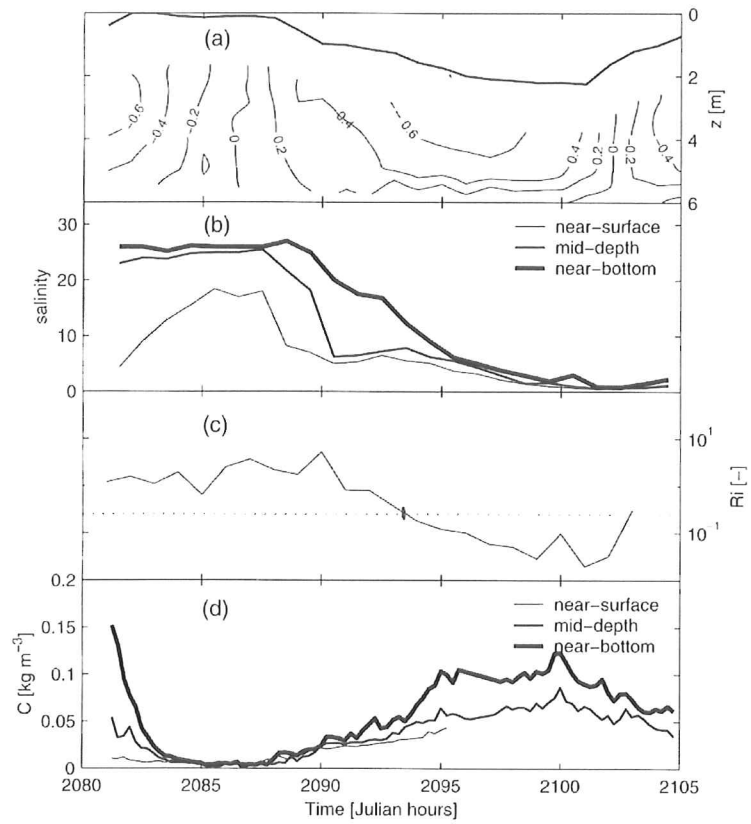 (a)
0
2
4
6
z [m]
-0.6
-0.4
-0.2
0
0.2
0.4
0.6
0.4
0.2
0
-0.2
-0.4
(b)
30
20
10
0
salinity
near-surface
mid-depth
near-bottom
(c)
10^1
10^-1
Ri [-]
(d)
0.2
0.15
0.1
0.05
0
C [kg m^-3]
near-surface
mid-depth
near-bottom
2080 2085 2090 2095 2100 2105
Time [Julian hours]